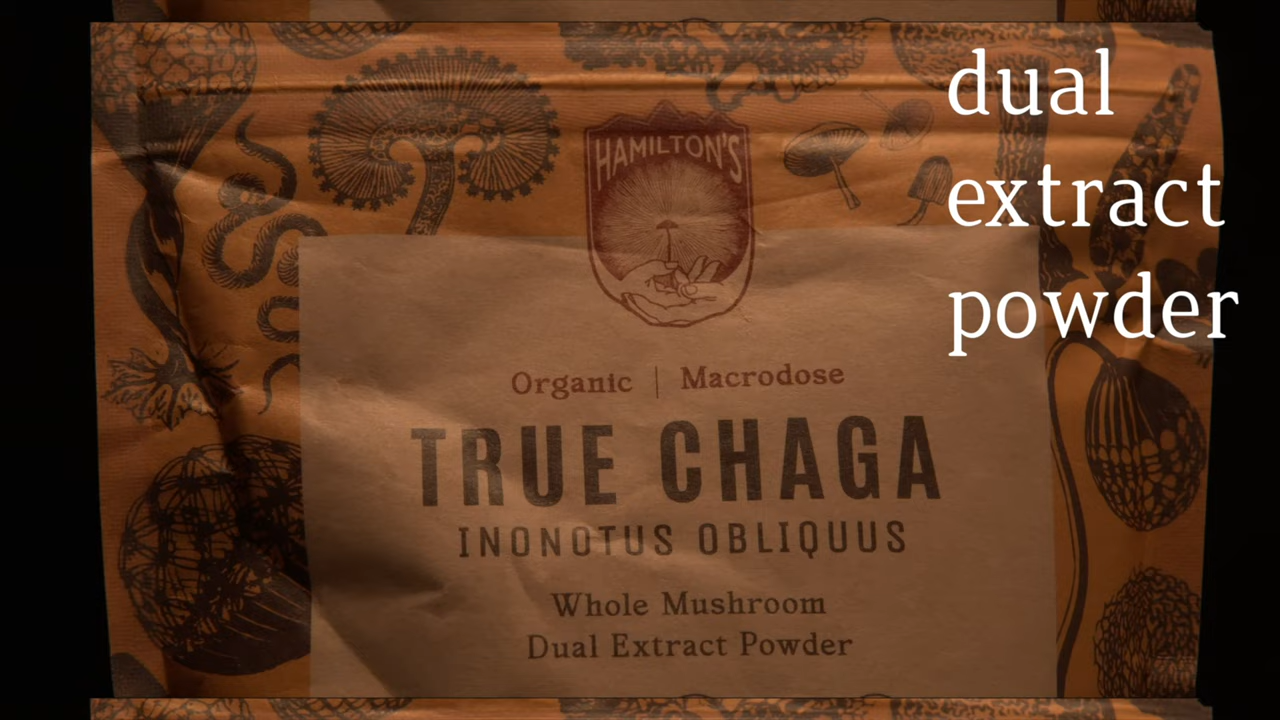 dual
extract
powder
HAMILTON'S
Organic | Macrodose
TRUE CHAGA
INONOTUS OBLIQUUS
Whole Mushroom
Dual Extract Powder